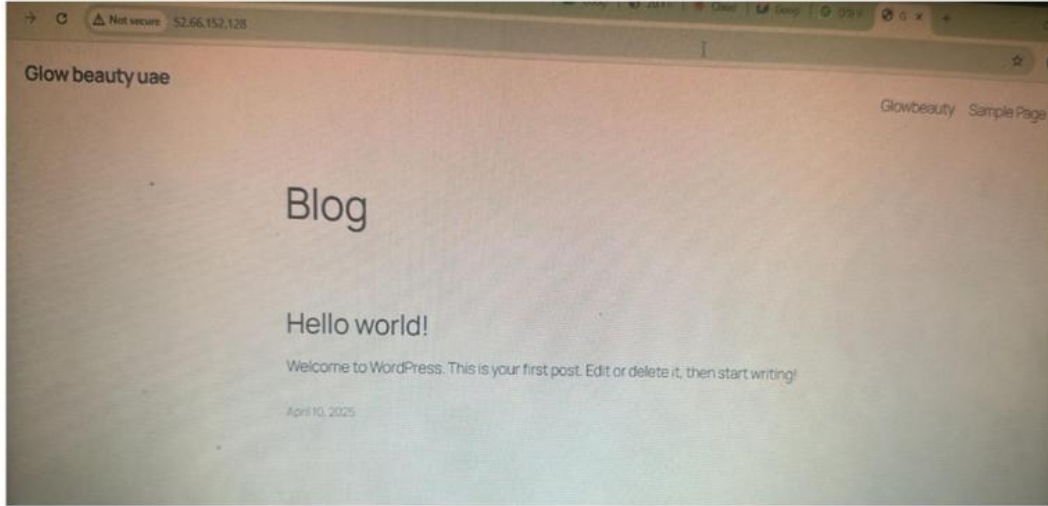 Not secure 52.66.152.128
Glow beauty uae
Glowbeauty Sample Page
Blog
Hello world!
Welcome to WordPress. This is your first post. Edit or delete it, then start writing!
April 10, 2025